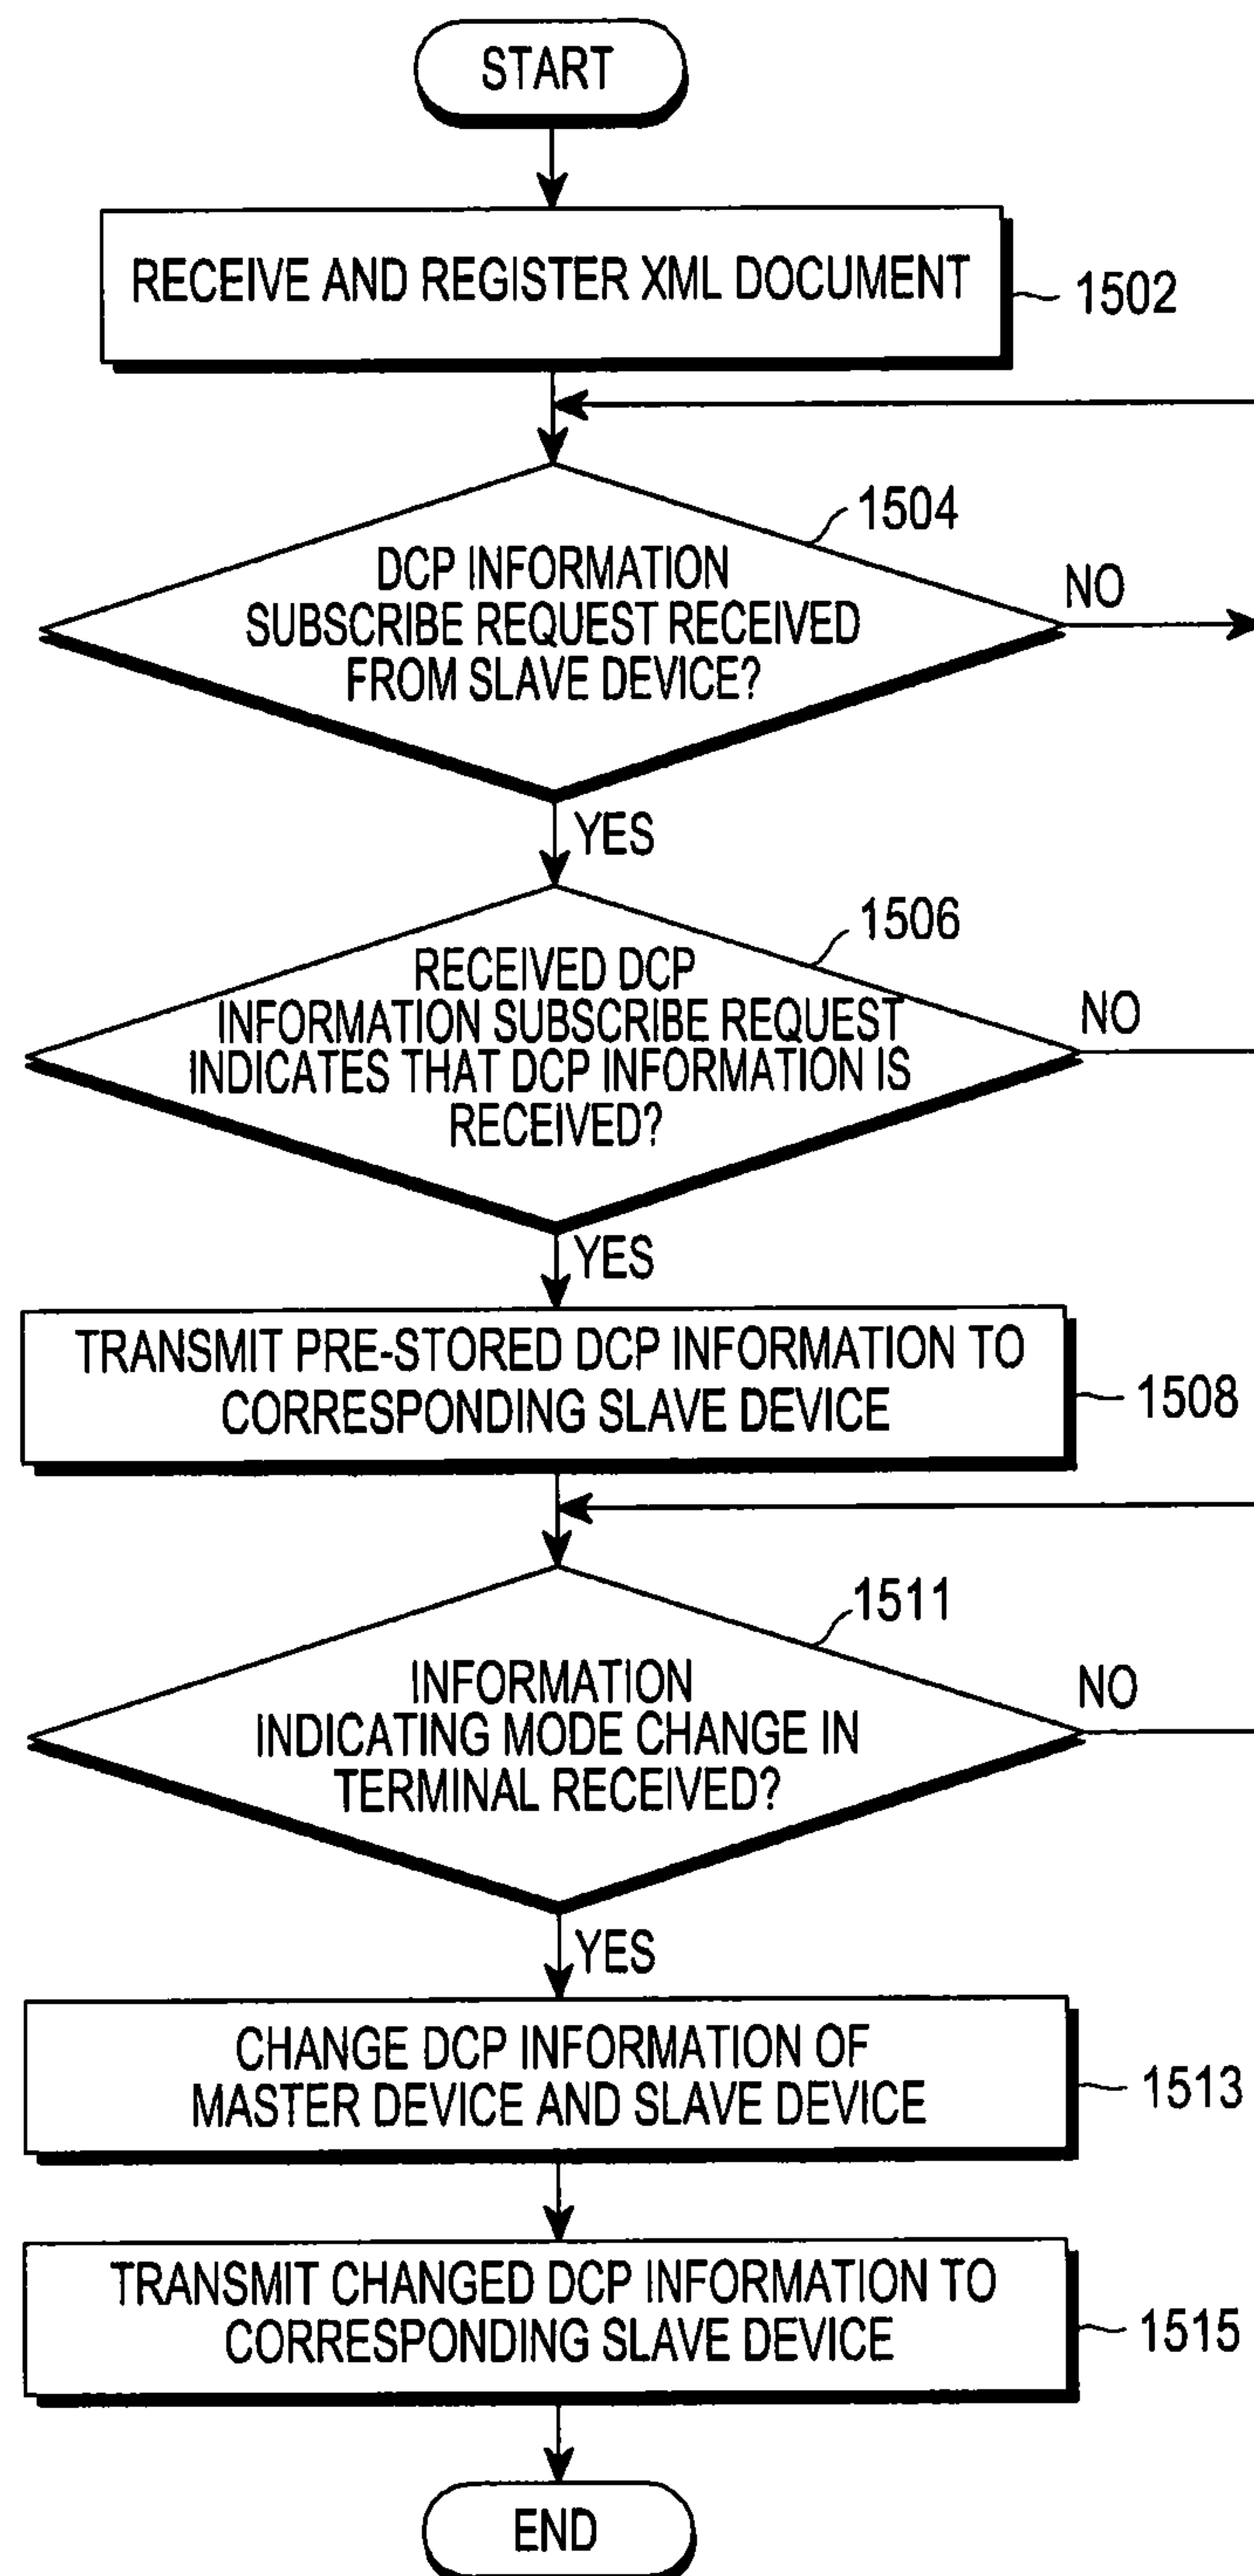 START
RECEIVE AND REGISTER XML DOCUMENT
1502
1504
DCP INFORMATION
SUBSCRIBE REQUEST RECEIVED
FROM SLAVE DEVICE?
NO
YES
1506
RECEIVED DCP
INFORMATION SUBSCRIBE REQUEST
INDICATES THAT DCP INFORMATION IS
RECEIVED?
NO
YES
TRANSMIT PRE-STORED DCP INFORMATION TO
CORRESPONDING SLAVE DEVICE
1508
1511
INFORMATION
INDICATING MODE CHANGE IN
TERMINAL RECEIVED?
NO
YES
CHANGE DCP INFORMATION OF
MASTER DEVICE AND SLAVE DEVICE
1513
TRANSMIT CHANGED DCP INFORMATION TO
CORRESPONDING SLAVE DEVICE
1515
END